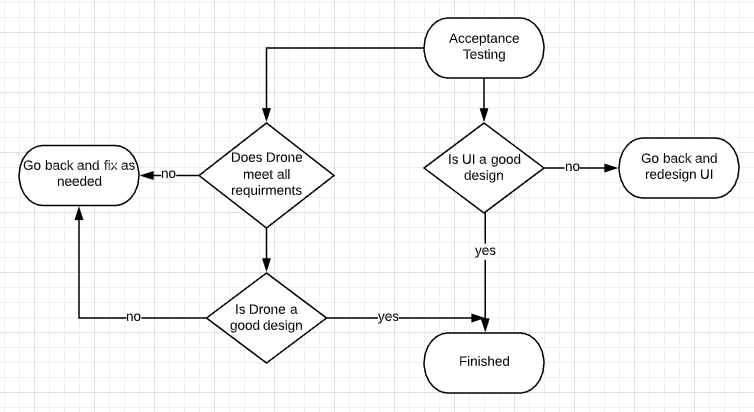 Acceptance
Testing
Does Drone
meet all
requirments
Is UI a good
design
Go back and fix as
needed
no
no
Go back and
redesign UI
yes
Is Drone a
good design
no
yes
Finished